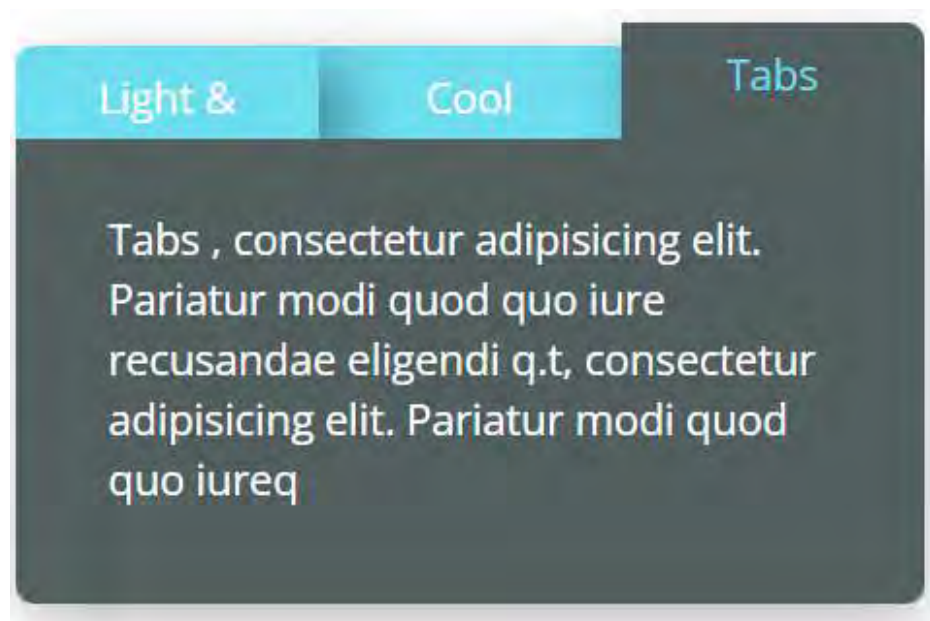 Light &
Cool
Tabs
Tabs , consectetur adipisicing elit.
Pariatur modi quod quo iure
recusandae eligendi q.t, consectetur
adipisicing elit. Pariatur modi quod
quo iureq